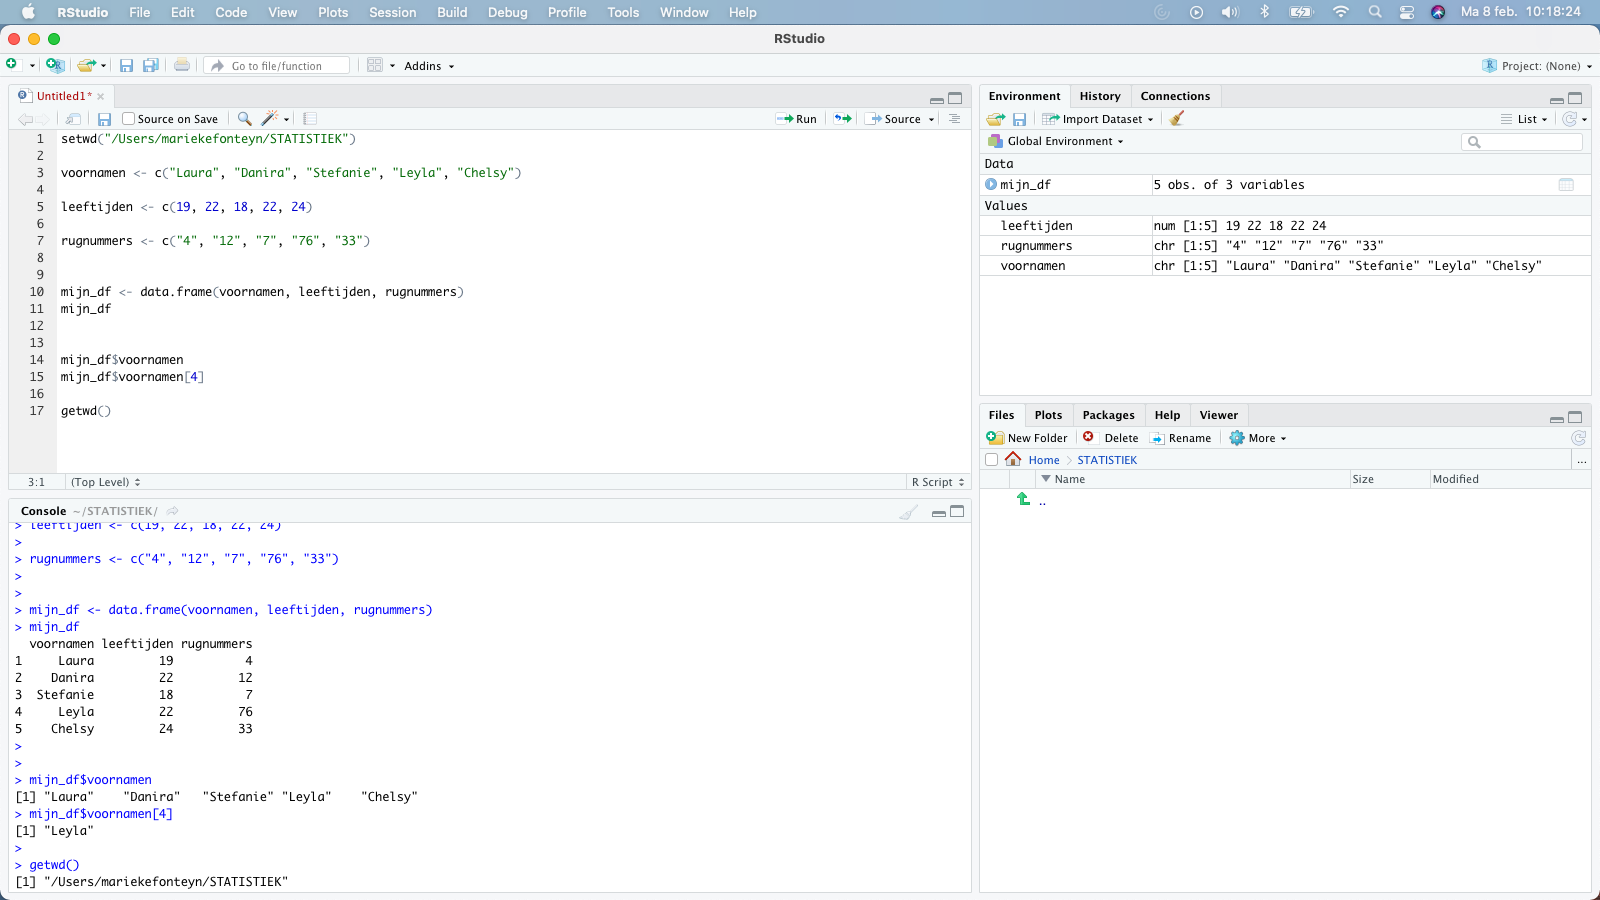 RStudio File Edit Code View Plots Session Build Debug Profile Tools Window Help Ma 8 feb. 10:18:24
RStudio
Go to file/function Addins Project: (None)
Untitled1*
Source on Save Run Source
1 setwd("/Users/mariekefonteyn/STATISTIEK")
2
3 voornamen <- c("Laura", "Danira", "Stefanie", "Leyla", "Chelsy")
4
5 leeftijden <- c(19, 22, 18, 22, 24)
6
7 rugnummers <- c("4", "12", "7", "76", "33")
8
9
10 mijn_df <- data.frame(voornamen, leeftijden, rugnummers)
11 mijn_df
12
13
14 mijn_df$voornamen
15 mijn_df$voornamen[4]
16
17 getwd()
3:1 (Top Level) R Script
Console ~/STATISTIEK/
> leeftijden <- c(19, 22, 18, 22, 24)
>
> rugnummers <- c("4", "12", "7", "76", "33")
>
>
> mijn_df <- data.frame(voornamen, leeftijden, rugnummers)
> mijn_df
voornamen leeftijden rugnummers
1 Laura 19 4
2 Danira 22 12
3 Stefanie 18 7
4 Leyla 22 76
5 Chelsy 24 33
>
>
> mijn_df$voornamen
[1] "Laura" "Danira" "Stefanie" "Leyla" "Chelsy"
> mijn_df$voornamen[4]
[1] "Leyla"
>
> getwd()
[1] "/Users/mariekefonteyn/STATISTIEK"
Environment History Connections
Import Dataset List
Global Environment
Data
mijn_df 5 obs. of 3 variables
Values
leeftijden num [1:5] 19 22 18 22 24
rugnummers chr [1:5] "4" "12" "7" "76" "33"
voornamen chr [1:5] "Laura" "Danira" "Stefanie" "Leyla" "Chelsy"
Files Plots Packages Help Viewer
New Folder Delete Rename More
Home STATISTIEK ...
Name Size Modified
..